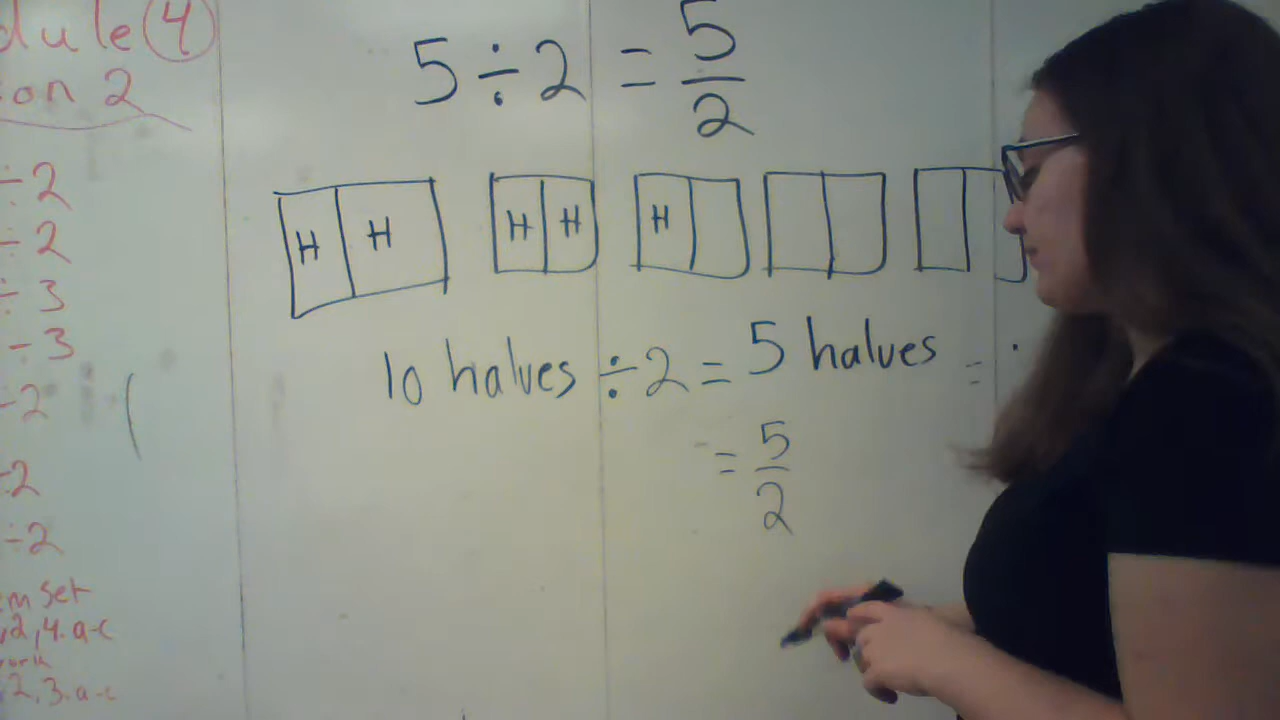 dule 4
on 2
÷ 2
÷ 2
÷ 3
÷ 3
÷ 2
÷ 2
÷ 2
m set
,2,4.a-c
work
2,3.a-c
5 ÷ 2 = 5/2
H H H H H
10 halves ÷ 2 = 5 halves =
= 5/2